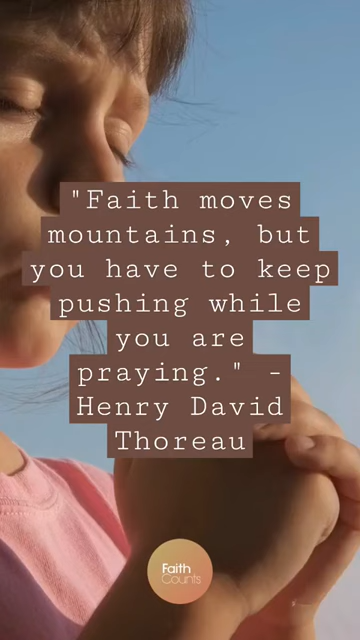 "Faith moves
mountains, but
you have to keep
pushing while
you are
praying." -
Henry David
Thoreau
Faith
Counts